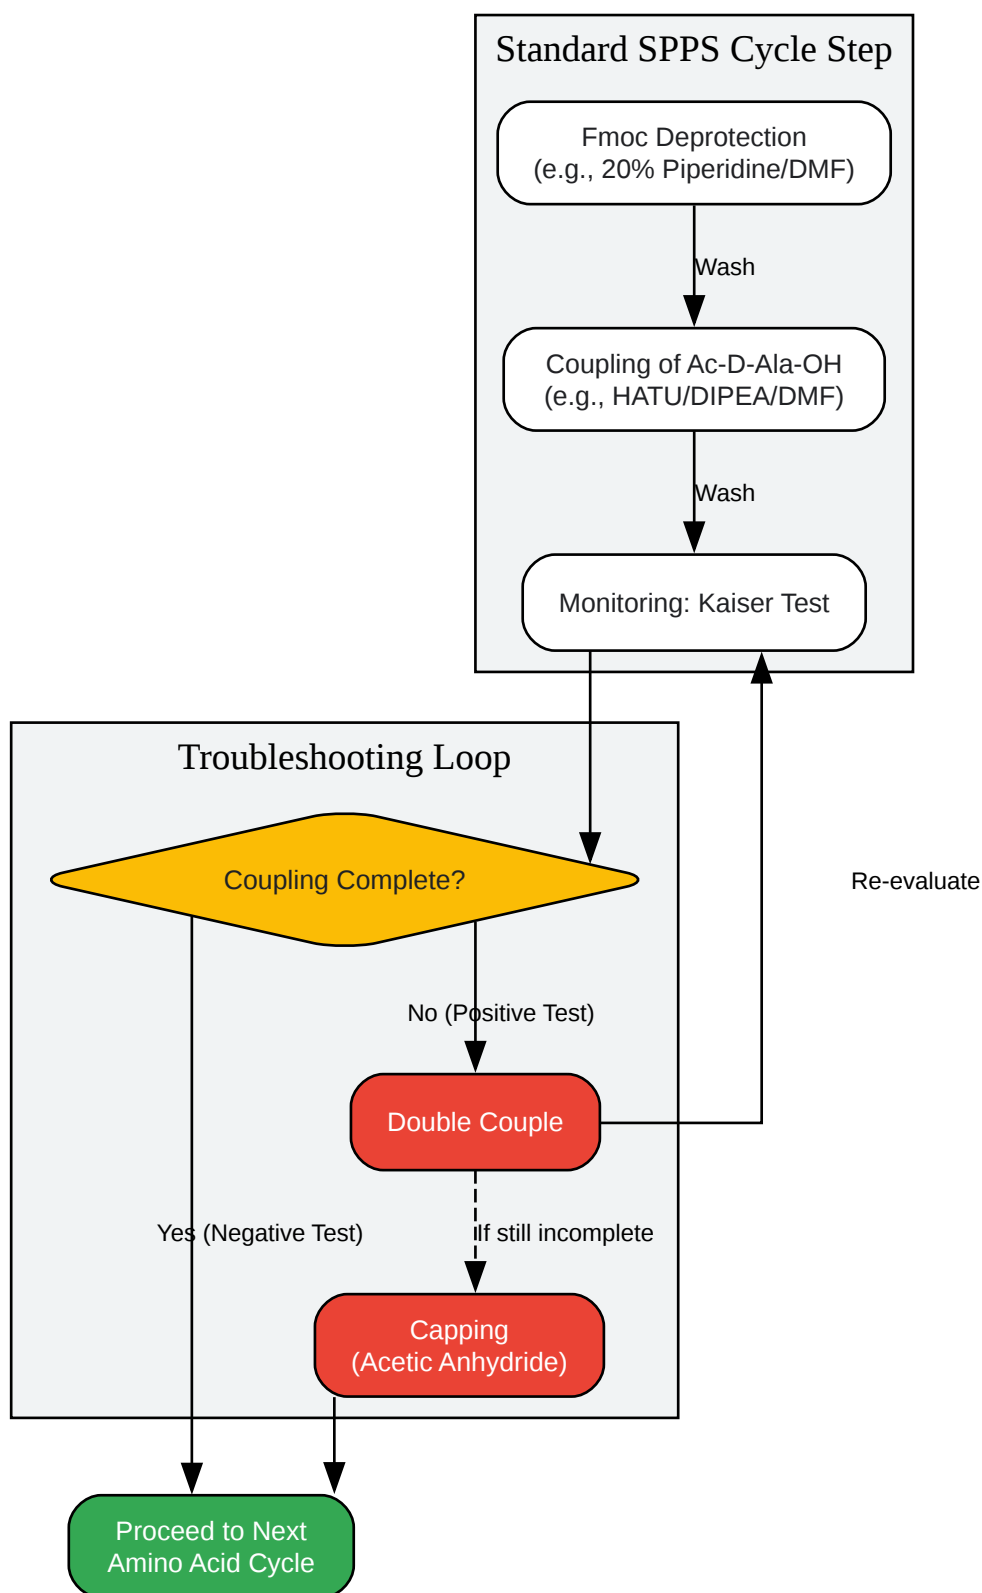 Standard SPPS Cycle Step
Fmoc Deprotection
(e.g., 20% Piperidine/DMF)
Wash
Coupling of Ac-D-Ala-OH
(e.g., HATU/DIPEA/DMF)
Wash
Monitoring: Kaiser Test
Troubleshooting Loop
Coupling Complete?
Re-evaluate
No (Positive Test)
Double Couple
Yes (Negative Test)
If still incomplete
Capping
(Acetic Anhydride)
Proceed to Next
Amino Acid Cycle